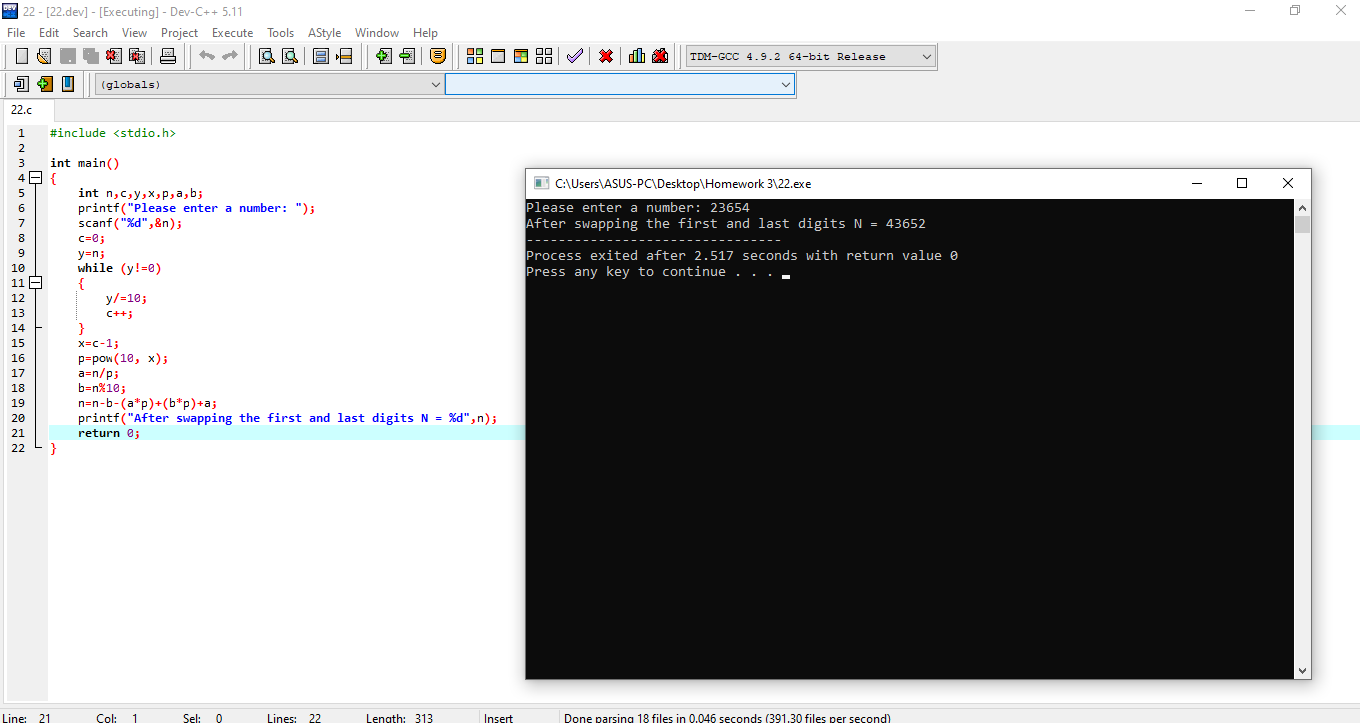 22 - [22.dev] - [Executing] - Dev-C++ 5.11
File Edit Search View Project Execute Tools AStyle Window Help
TDM-GCC 4.9.2 64-bit Release
(globals)
22.c
1 #include <stdio.h>
2
3 int main()
4 {
5 int n,c,y,x,p,a,b;
6 printf("Please enter a number: ");
7 scanf("%d",&n);
8 c=0;
9 y=n;
10 while (y!=0)
11 {
12 y/=10;
13 c++;
14 }
15 x=c-1;
16 p=pow(10, x);
17 a=n/p;
18 b=n%10;
19 n=n-b-(a*p)+(b*p)+a;
20 printf("After swapping the first and last digits N = %d",n);
21 return 0;
22 }
C:\Users\ASUS-PC\Desktop\Homework 3\22.exe
Please enter a number: 23654
After swapping the first and last digits N = 43652
--------------------------------
Process exited after 2.517 seconds with return value 0
Press any key to continue . . .
Line: 21 Col: 1 Sel: 0 Lines: 22 Length: 313 Insert Done parsing 18 files in 0.046 seconds (391.30 files per second)